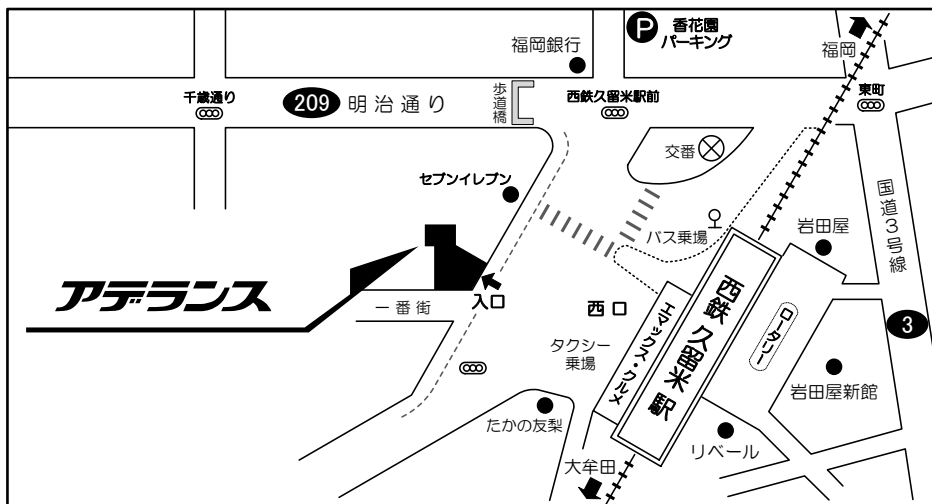 香花園
パーキング
P
福岡
福岡銀行
千歳通り
209
明治通り
歩道橋
西鉄久留米駅前
東町
交番
セブンイレブン
国道3号線
バス乗場
岩田屋
アデランス
入口
一番街
西口
エマックス・クルメ
西鉄久留米駅
ロータリー
3
タクシー
乗場
岩田屋新館
たかの友梨
リベール
大牟田